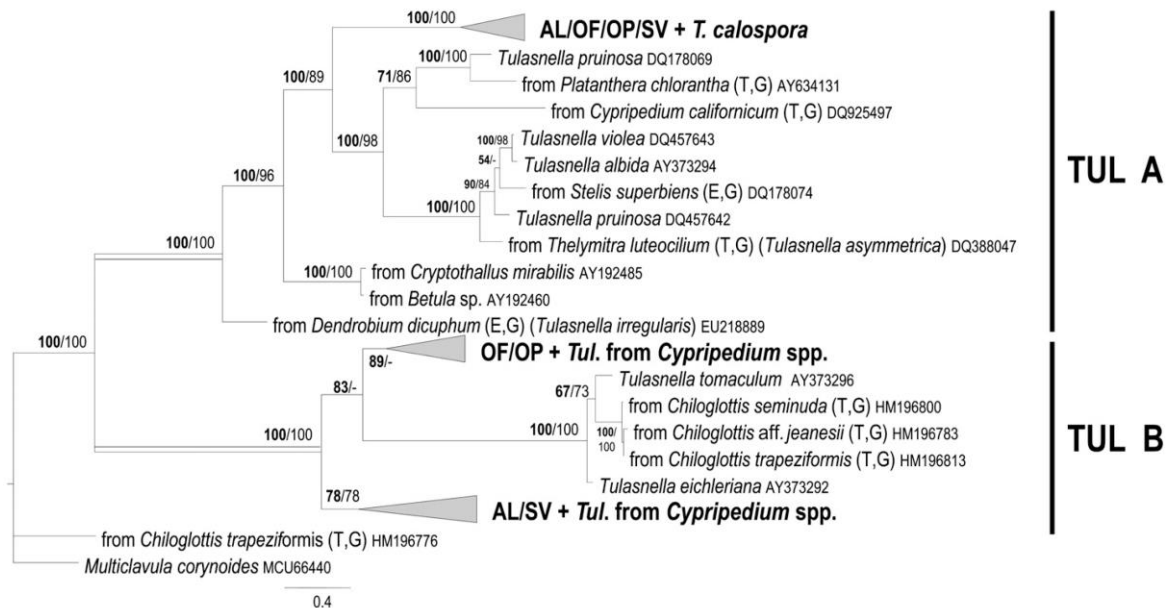 100/100
AL/OF/OP/SV + T. calospora
Tulasnella pruinosa DQ178069
100/100
from Platanthera chlorantha (T,G) AY634131
100/89
71/86
from Cypripedium californicum (T,G) DQ925497
100/98
Tulasnella violea DQ457643
100/98
54/-
Tulasnella albida AY373294
TUL A
100/96
90/84
from Stelis superbiens (E,G) DQ178074
100/100
Tulasnella pruinosa DQ457642
100/100
from Thelymitra luteocilium (T,G) (Tulasnella asymmetrica) DQ388047
100/100
from Cryptothallus mirabilis AY192485
from Betula sp. AY192460
from Dendrobium dicuphum (E,G) (Tulasnella irregularis) EU218889
100/100
OF/OP + Tul. from Cypripedium spp.
89/-
83/-
Tulasnella tomaculum AY373296
67/73
from Chiloglottis seminuda (T,G) HM196800
100/100
100/100
100/
100
from Chiloglottis aff. jeanesii (T,G) HM196783
TUL B
from Chiloglottis trapeziformis (T,G) HM196813
Tulasnella eichleriana AY373292
78/78
AL/SV + Tul. from Cypripedium spp.
from Chiloglottis trapeziformis (T,G) HM196776
Multiclavula corynoides MCU66440
0.4